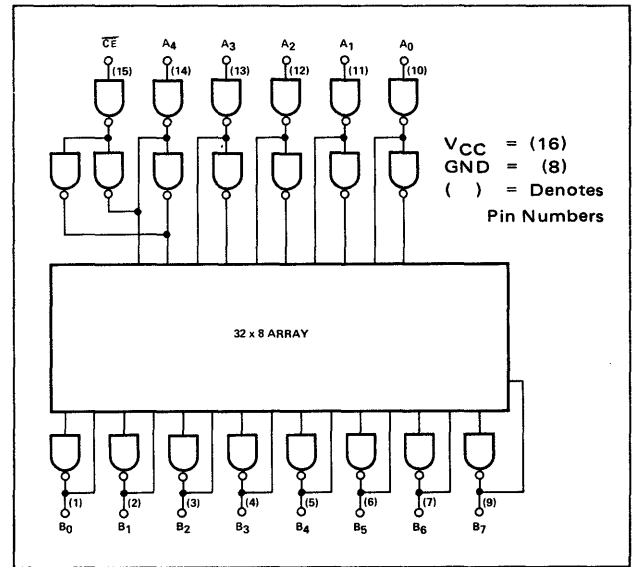 CE A4 A3 A2 A1 A0
(15) (14) (13) (12) (11) (10)
VCC = (16)
GND = (8)
( ) = Denotes
Pin Numbers
32 x 8 ARRAY
(1) (2) (3) (4) (5) (6) (7) (9)
B0 B1 B2 B3 B4 B5 B6 B7